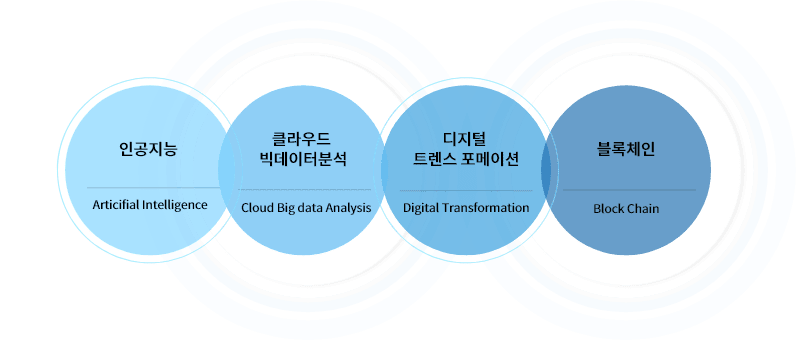 인공지능
Articifial Intelligence
클라우드
빅데이터분석
Cloud Big data Analysis
디지털
트렌스 포메이션
Digital Transformation
블록체인
Block Chain